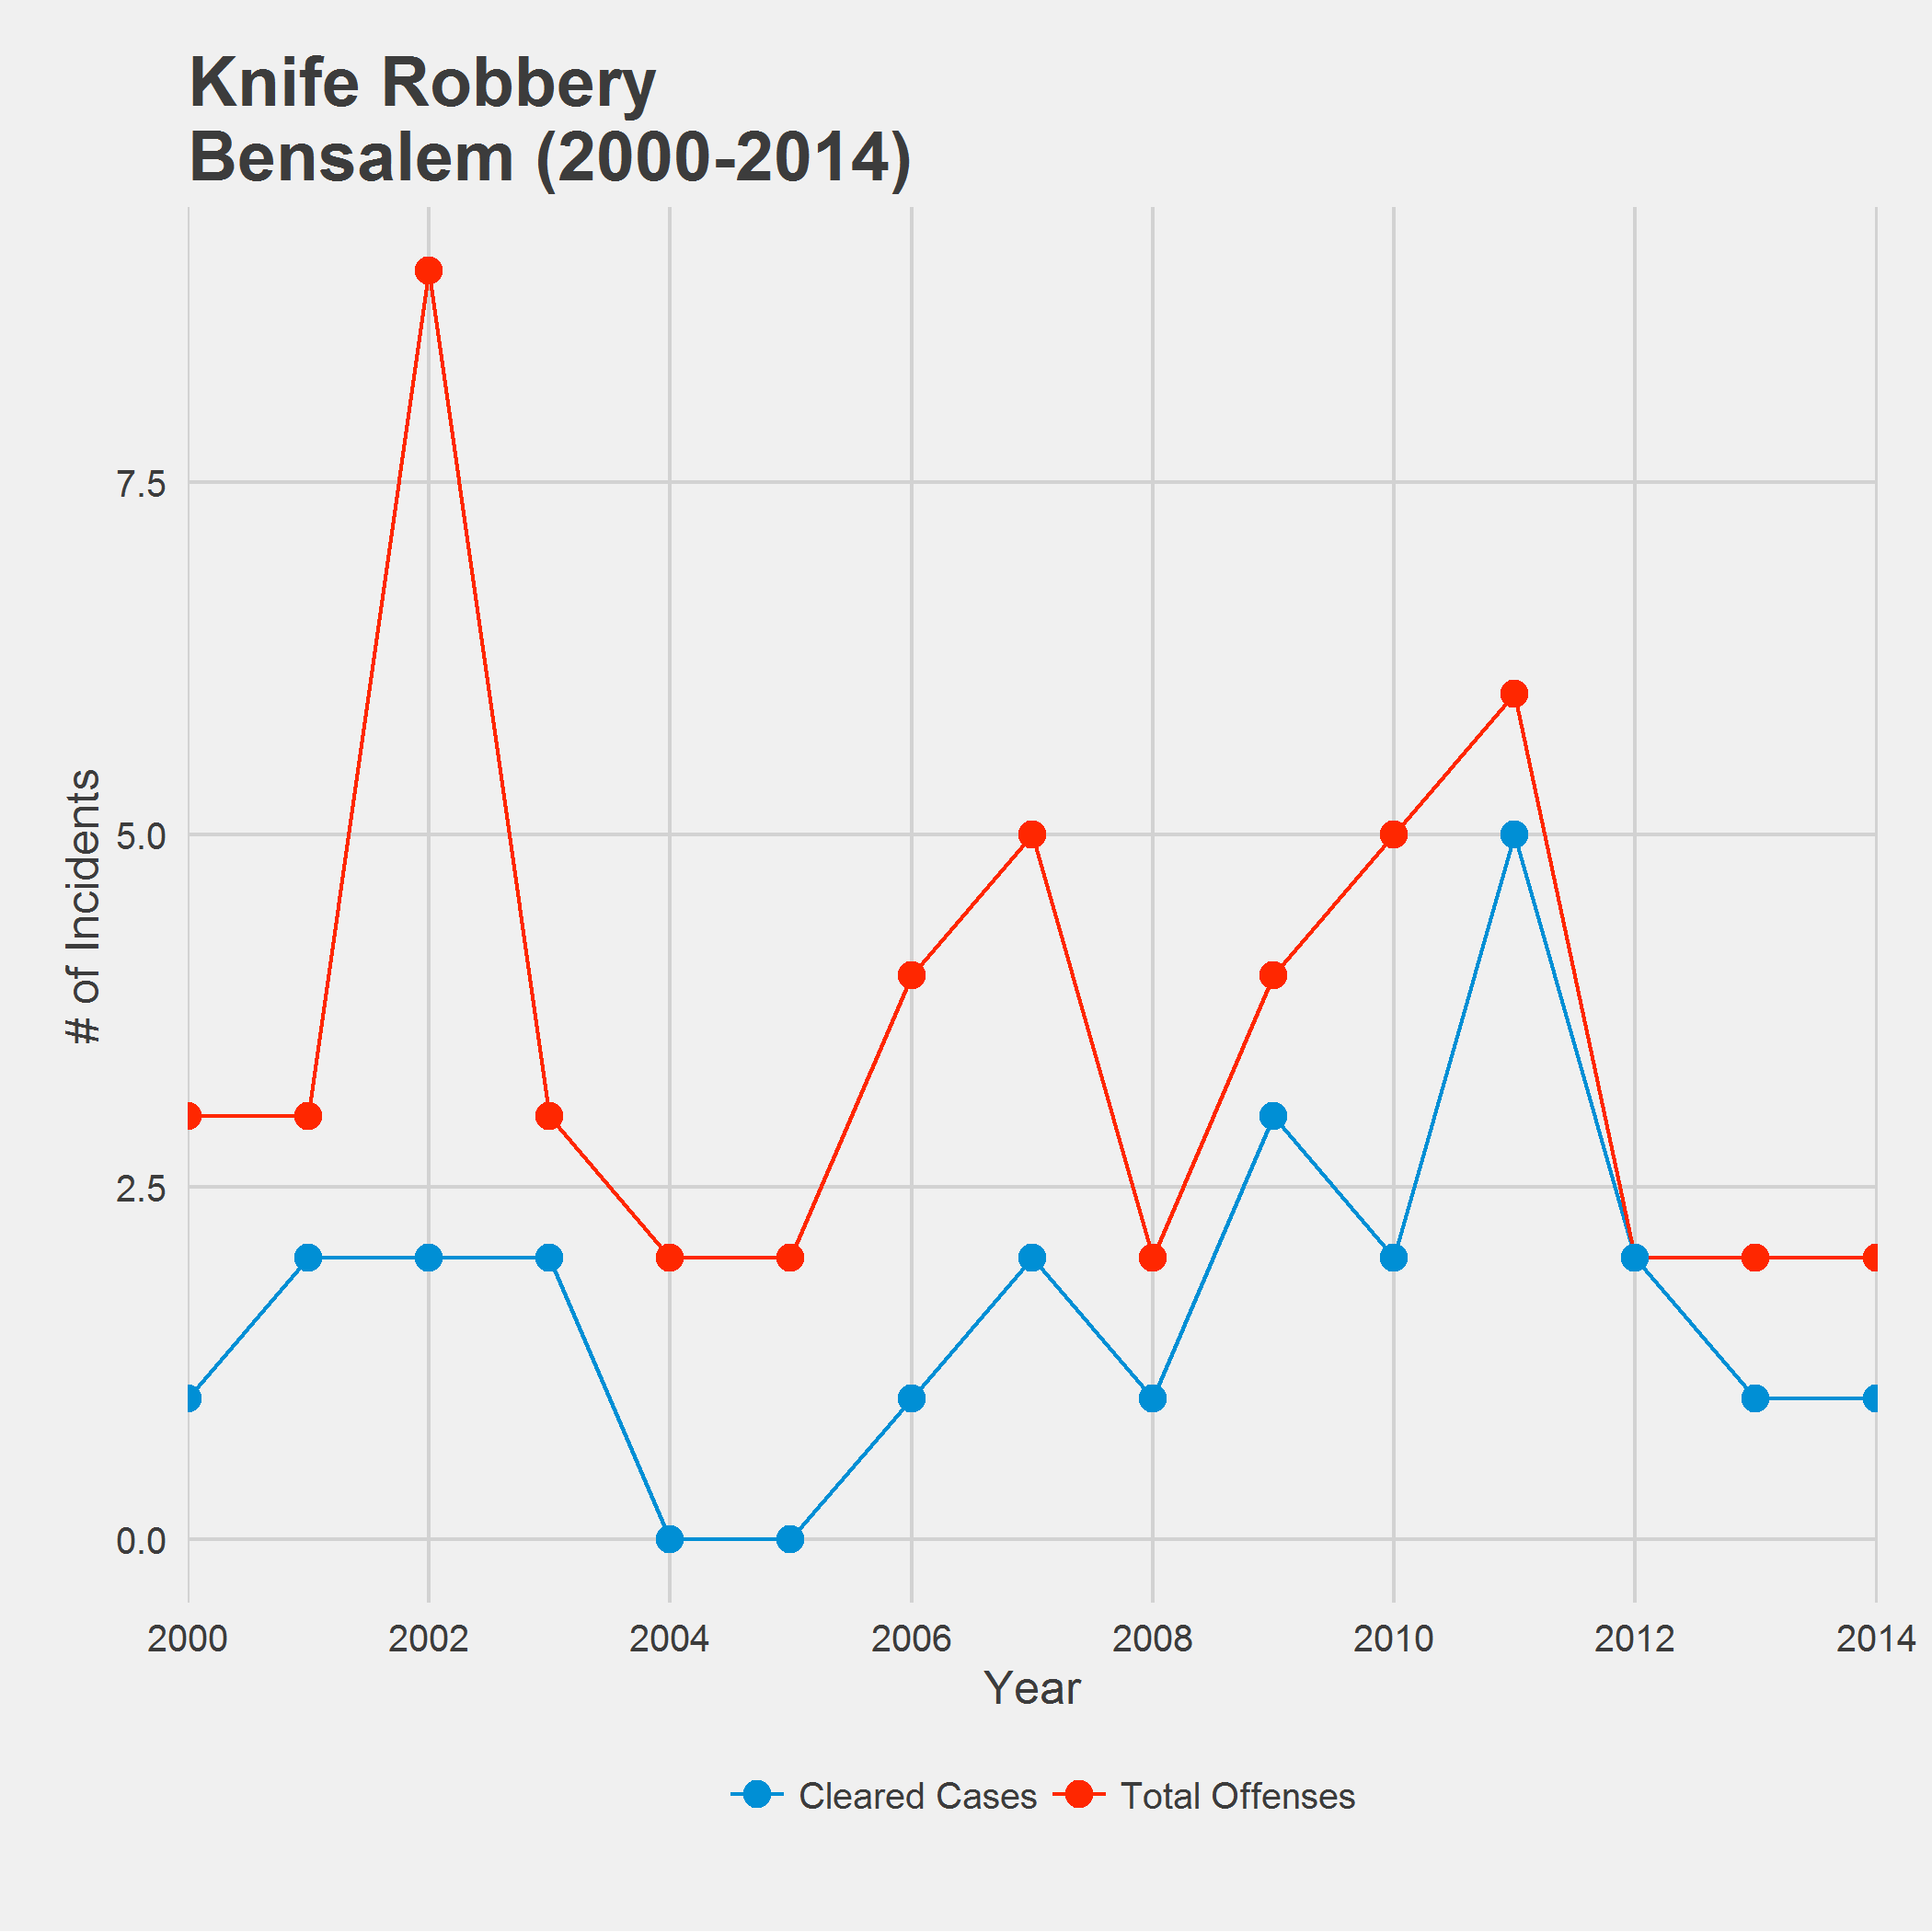 Knife Robbery
Bensalem (2000-2014)
7.5
5.0
2.5
0.0
# of Incidents
2000 2002 2004 2006 2008 2010 2012 2014
Year
Cleared Cases Total Offenses